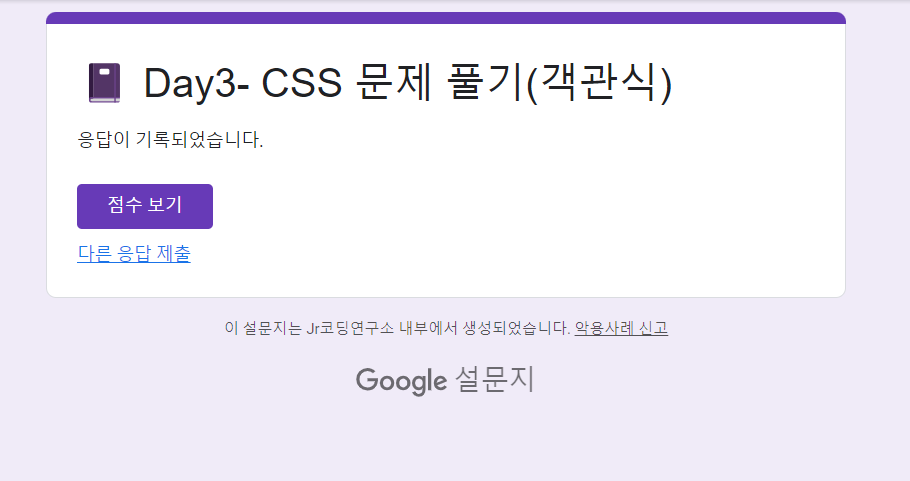 Day3- CSS 문제 풀기(객관식)
응답이 기록되었습니다.
점수 보기
다른 응답 제출
이 설문지는 Jr코딩연구소 내부에서 생성되었습니다. 악용사례 신고
Google 설문지